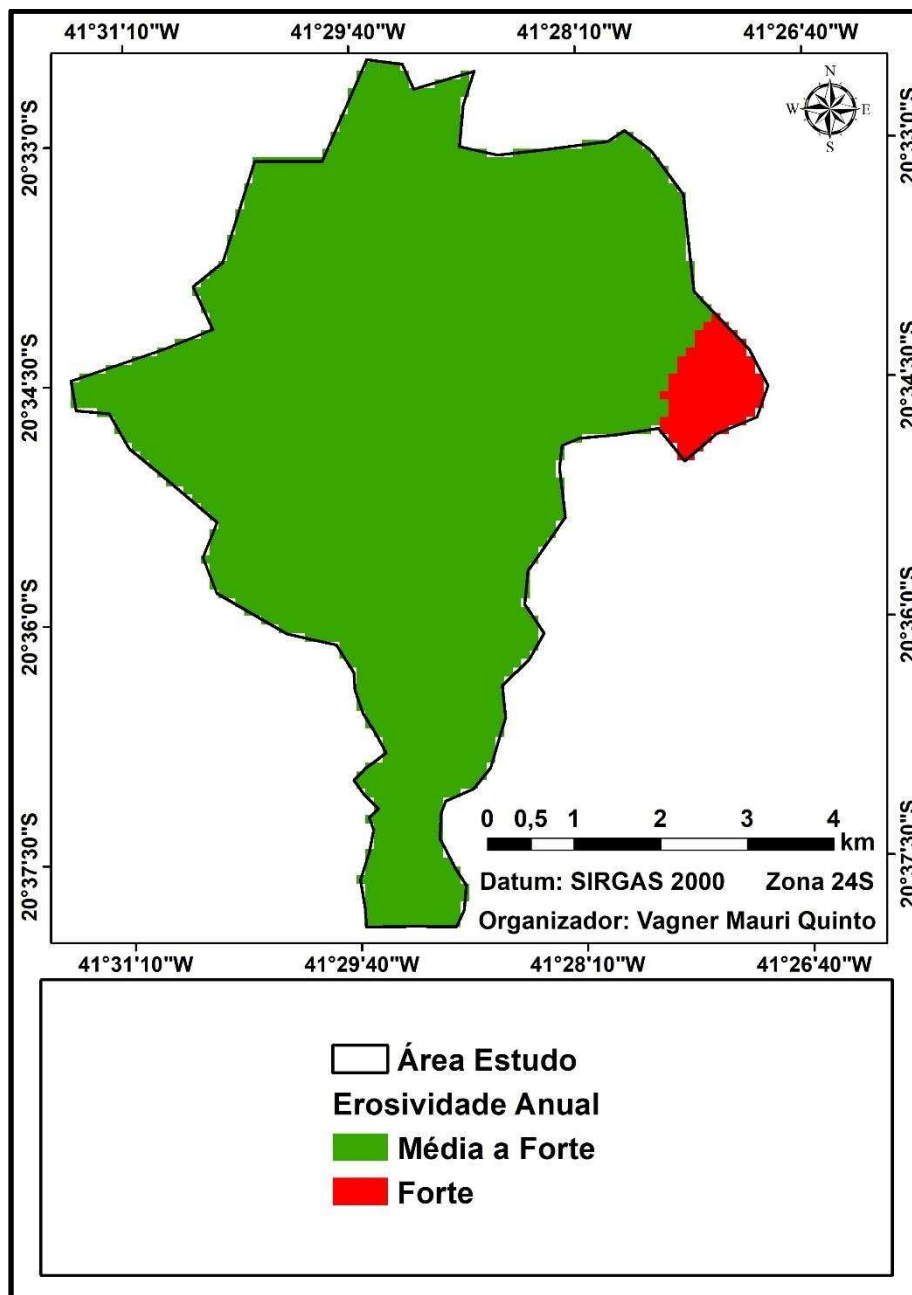 41°31'10"W 41°29'40"W 41°28'10"W 41°26'40"W
N
W E
S
20°33'0"S 20°33'0"S
20°34'30"S 20°34'30"S
20°36'0"S 20°36'0"S
20°37'30"S 20°37'30"S
0 0,5 1 2 3 4
km
Datum: SIRGAS 2000 Zona 24S
Organizador: Vagner Mauri Quinto
41°31'10"W 41°29'40"W 41°28'10"W 41°26'40"W
Área Estudo
Erosividade Anual
Média a Forte
Forte